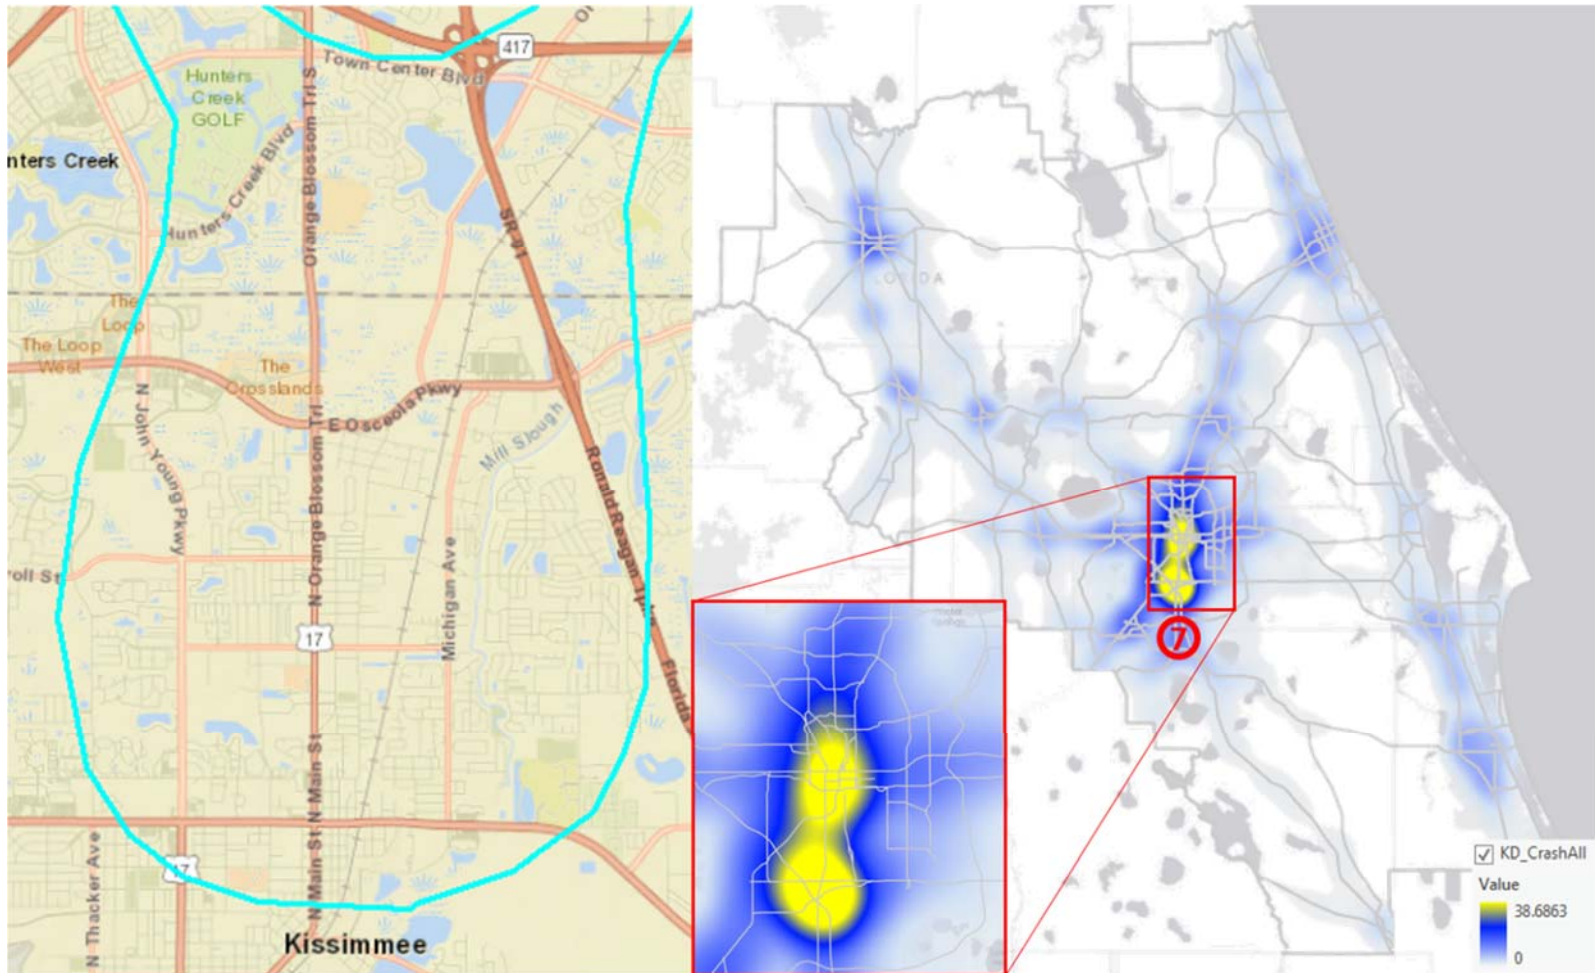 417
Town Center Blvd
Hunters
Creek
GOLF
Orange Blossom Trl S
nters Creek
Hunters Creek Blvd
SR 91
The
Loop
The Loop
West
The
Crosslands
E Osceola Pkwy
N John Young Pkwy
N Orange Blossom Trl
Mill Slough
Ronald Reagan Tpke
roll St
Michigan Ave
17
Florida
N Main St
N Main St
17
N Thacker Ave
Kissimmee
7
KD_CrashAll
Value
38.6863
0